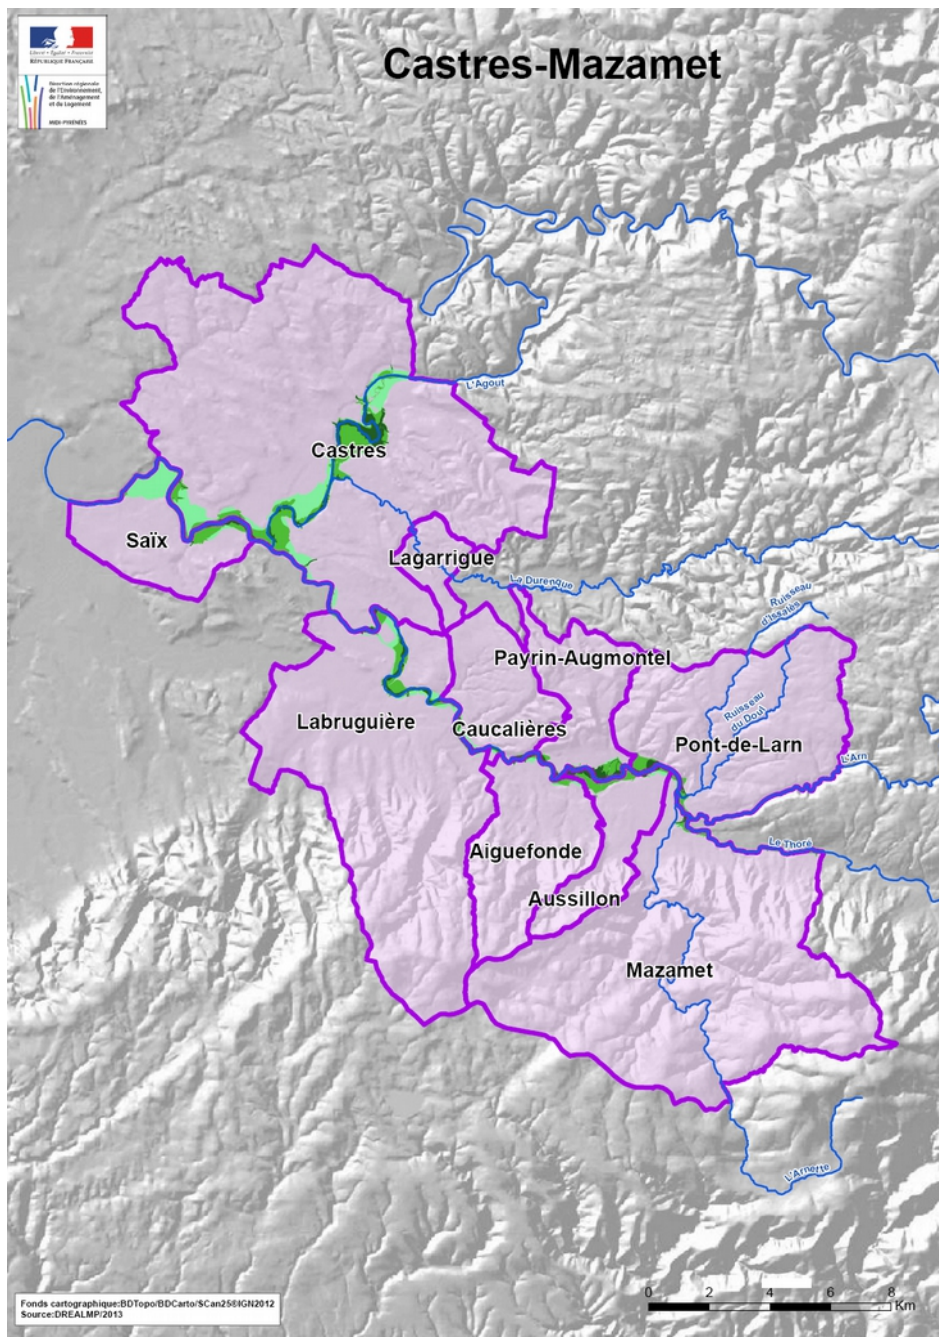 Castres-Mazamet
Liberté • Égalité • Fraternité
RÉPUBLIQUE FRANÇAISE
Direction régionale
de l'Environnement,
de l'Aménagement
et du Logement
MIDI-PYRÉNÉES
L'Agout
Castres
Saïx
Lagarrigue
La Durenque
Ruisseau
d'Issalès
Payrin-Augmontel
Ruisseau
du Doul
Labruguière
Caucalières
Pont-de-Larn
L'Arn
Le Thoré
Aiguefonde
Aussillon
Mazamet
L'Arnette
0 2 4 6 8
Km
Fonds cartographique:BDTopo/BDCarto/SCan25©IGN2012
Source:DREALMP/2013